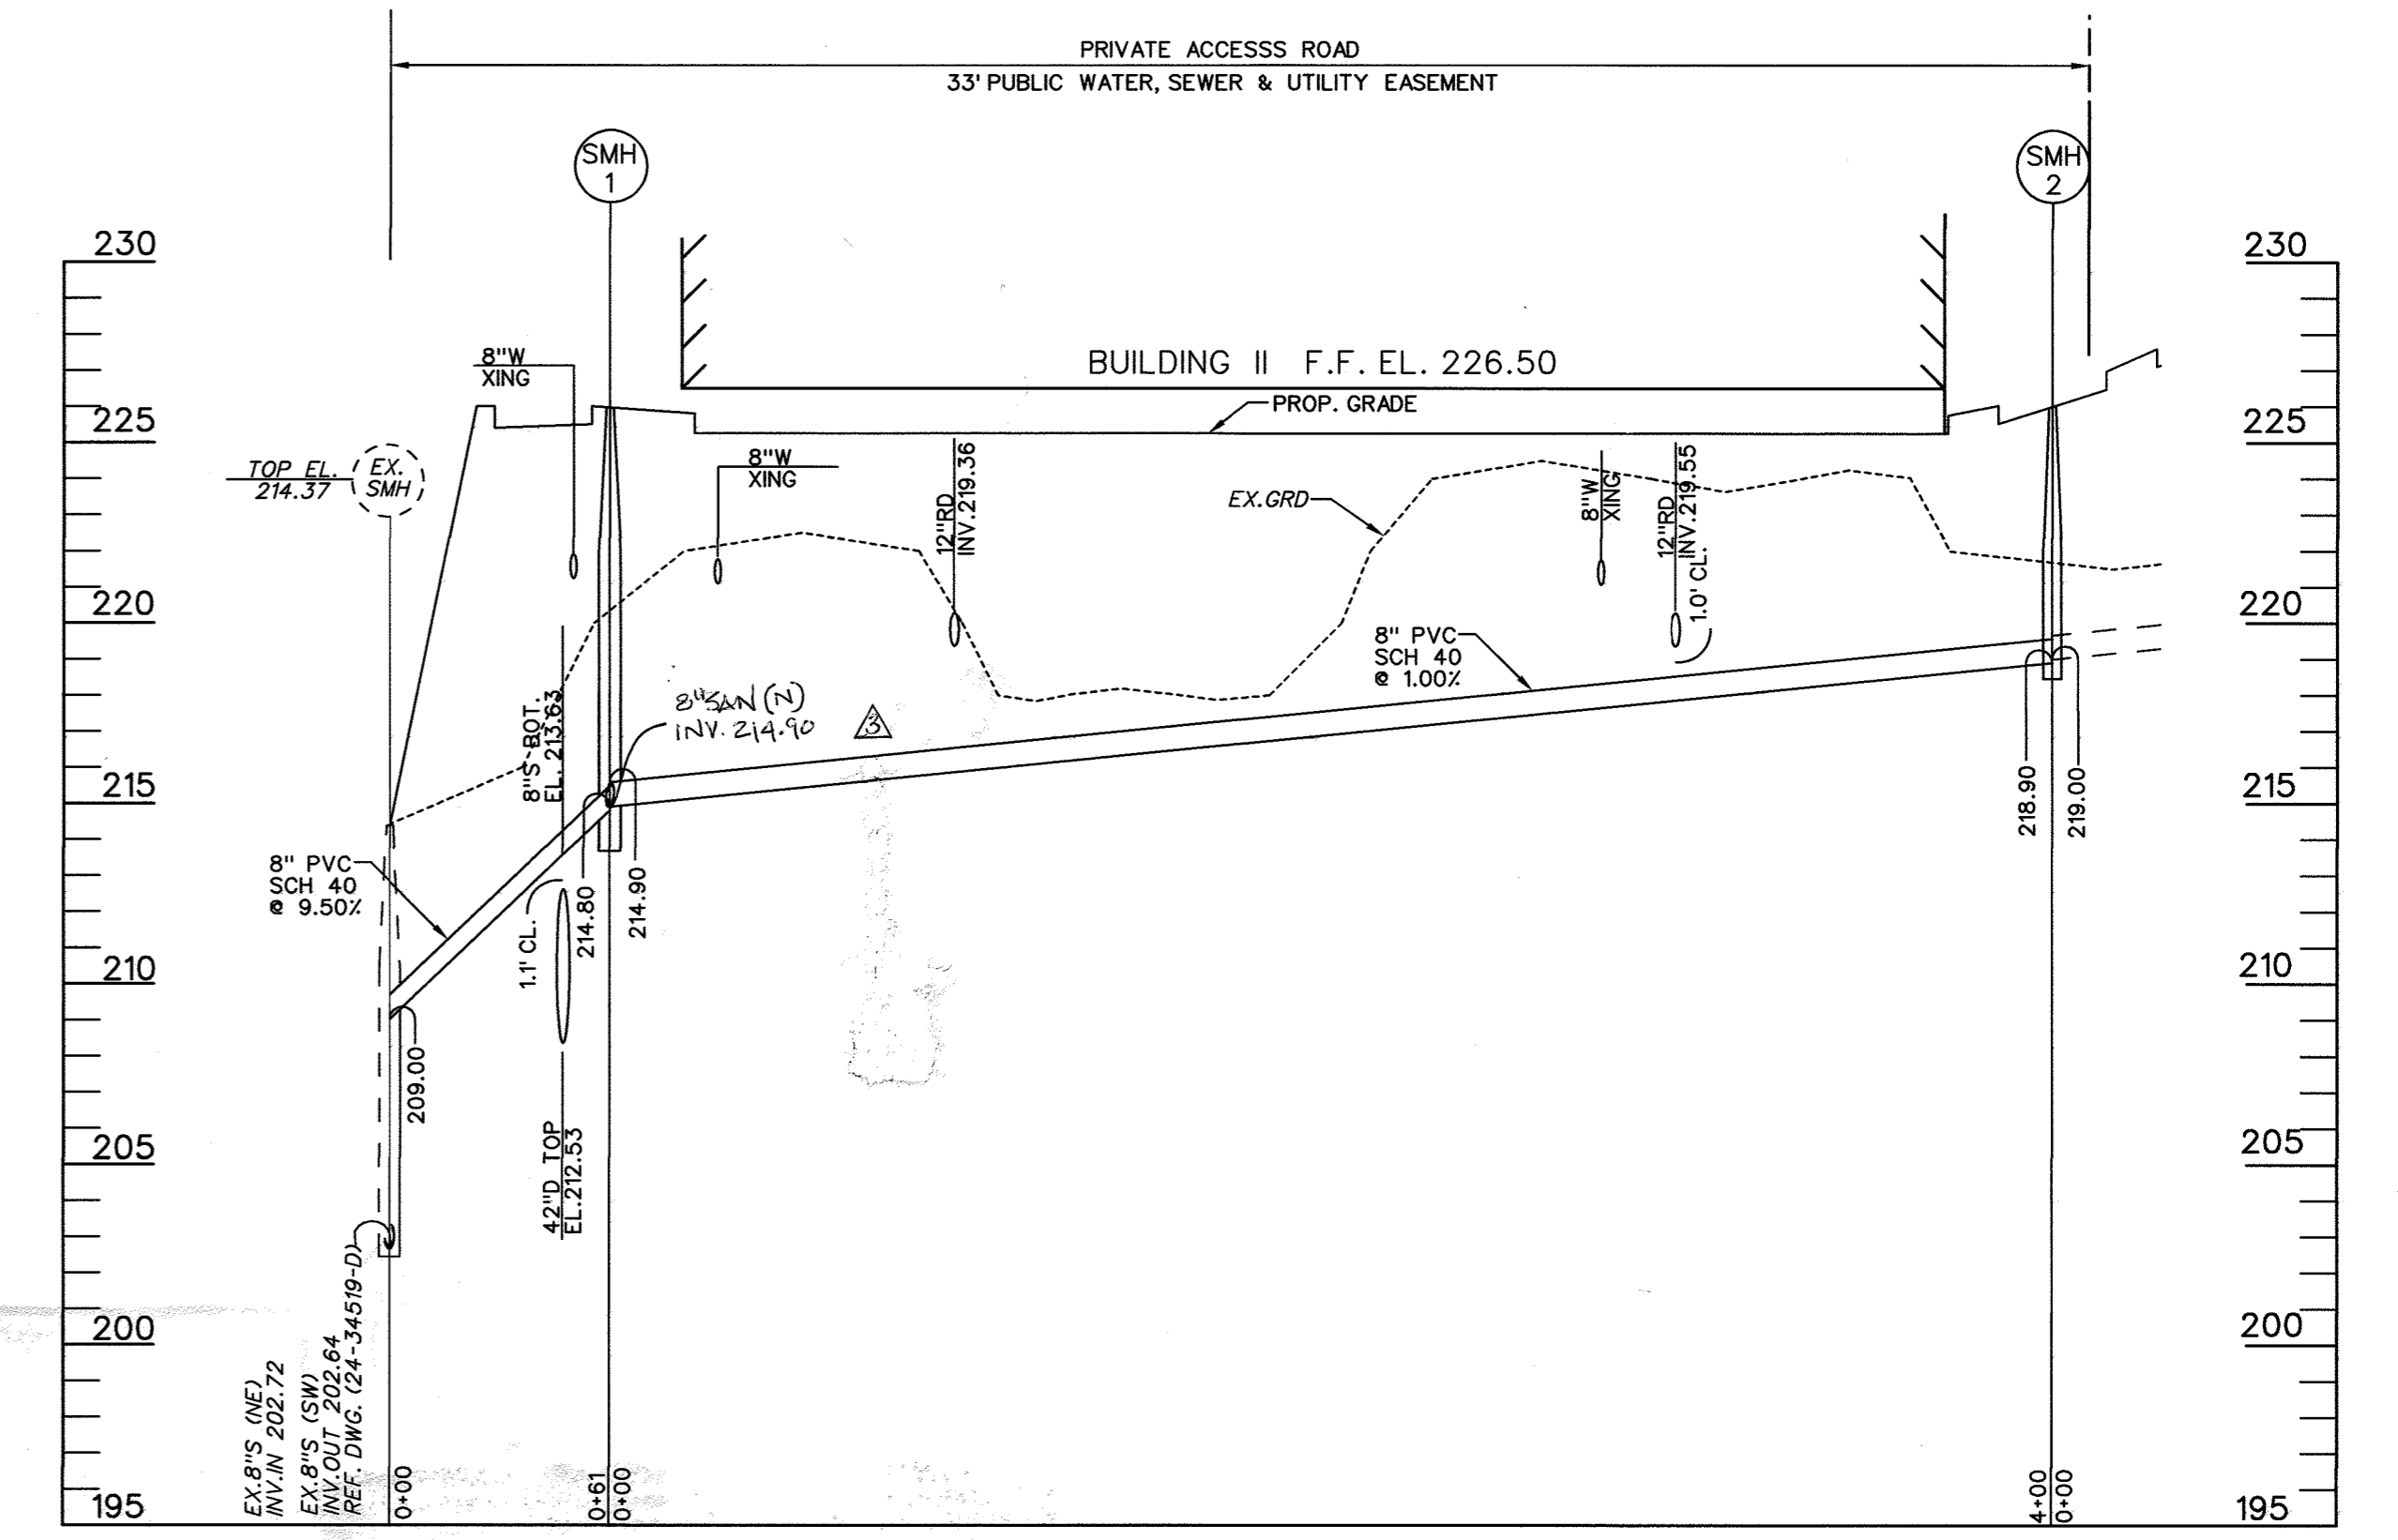 PRIVATE ACCESSS ROAD
33' PUBLIC WATER, SEWER & UTILITY EASEMENT
SMH
1
SMH
2
230
230
8"W
XING
BUILDING II F.F. EL. 226.50
PROP. GRADE
225
225
TOP EL.
214.37
EX.
SMH
8"W
XING
12"RD
INV.219.36
EX.GRD
8"W
XING
12"RD
INV.219.55
1.0' CL.
220
220
8" PVC
SCH 40
@ 1.00%
8"S BOT.
EL. 213.63
8"SAN (N)
INV. 214.90
3
215
215
218.90
219.00
8" PVC
SCH 40
@ 9.50%
1.1' CL.
214.80
214.90
210
210
209.00
42"D TOP
EL.212.53
205
205
EX.8"S (NE)
INV.IN 202.72
EX.8"S (SW)
INV.OUT 202.64
REF. DWG. (24-34519-D)
200
200
195
0+00
0+61
0+00
4+00
0+00
195